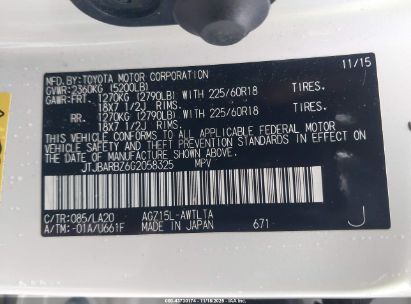 11/15
MFD.BY:TOYOTA MOTOR CORPORATION
GVWR:2360KG (5200LB)
GAWR:FRT. 1270KG (2790LB) WITH 225/60R18 TIRES,
18X7 1/2J RIMS.
RR. 1270KG (2790LB) WITH 225/60R18 TIRES,
18X7 1/2J RIMS.
THIS VEHICLE CONFORMS TO ALL APPLICABLE FEDERAL MOTOR
VEHICLE SAFETY AND THEFT PREVENTION STANDARDS IN EFFECT
ON THE DATE OF MANUFACTURE SHOWN ABOVE.
JTJBARBZ6G2058325 MPV
C/TR:085/LA20 AGZ15L-AWTLTA
A/TM:-01A/U661F MADE IN JAPAN 671 J